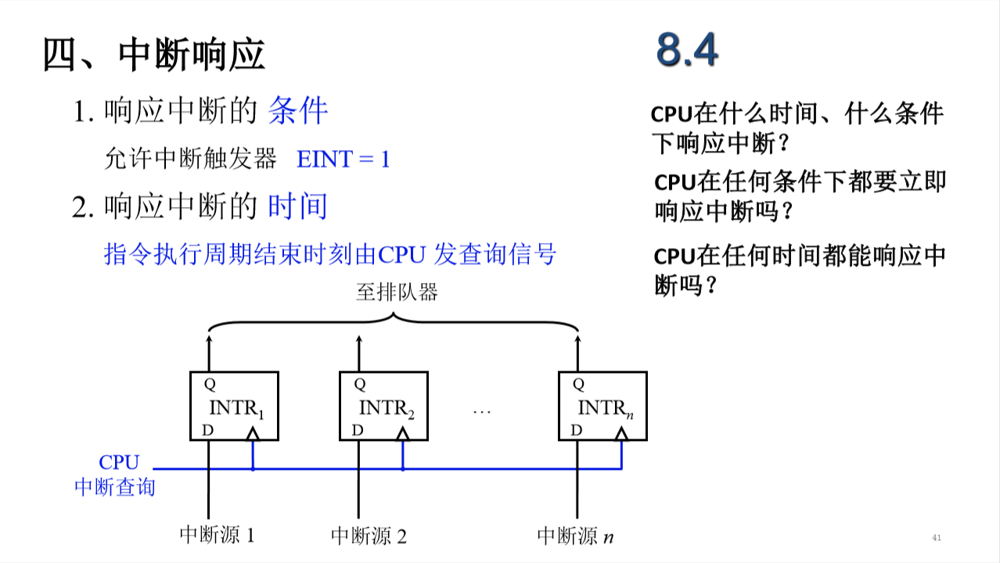 四、中断响应
8.4
1. 响应中断的 条件
允许中断触发器 EINT = 1
2. 响应中断的 时间
指令执行周期结束时刻由CPU 发查询信号
CPU在什么时间、什么条件
下响应中断？
CPU在任何条件下都要立即
响应中断吗？
CPU在任何时间都能响应中
断吗？
至排队器
Q Q Q
INTR1 INTR2 … INTRn
D D D
CPU
中断查询
中断源 1 中断源 2 中断源 n
41